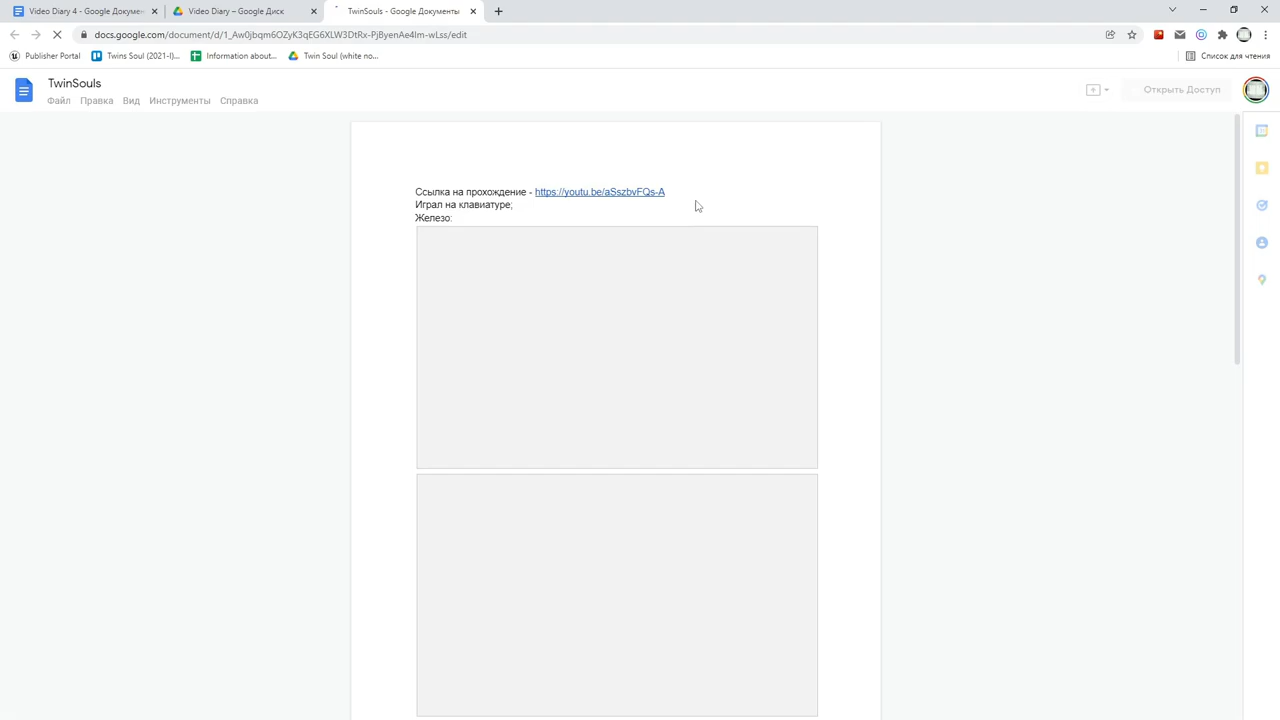 Video Diary 4 - Google Докумен
Video Diary – Google Диск
TwinSouls - Google Документы
docs.google.com/document/d/1_Aw0jbqm6OZyK3qEG6XLW3DtRx-PjByenAe4Im-wLss/edit
Publisher Portal
Twins Soul (2021-I)...
Information about...
Twin Soul (white no...
Список для чтения
TwinSouls
Файл Правка Вид Инструменты Справка
Открыть Доступ
Ссылка на прохождение - https://youtu.be/aSszbvFQs-A
Играл на клавиатуре;
Железо: